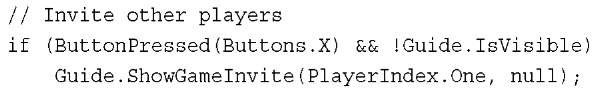 // Invite other players
if (ButtonPressed(Buttons.X) && !Guide.IsVisible)
    Guide.ShowGameInvite(PlayerIndex.One, null);